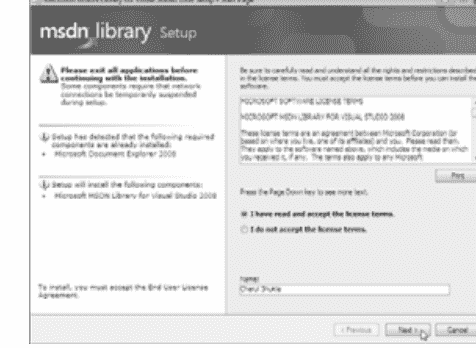 msdn library Setup
Please exit all applications before
continuing with the installation.
Some components require that network
connections be temporarily suspended
during setup.
Setup has detected that the following required
components are already installed:
• Microsoft Document Explorer 2008
Setup will install the following components:
• Microsoft MSDN Library for Visual Studio 2008
To install, you must accept the End User License
Agreement.
Be sure to carefully read and understand all the rights and restrictions described
in the license terms. You must accept the license terms before you can install the
software.
MICROSOFT SOFTWARE LICENSE TERMS
MICROSOFT MSDN LIBRARY FOR VISUAL STUDIO 2008
These license terms are an agreement between Microsoft Corporation (or
based on where you live, one of its affiliates) and you. Please read them.
They apply to the software named above, which includes the media on which
you received it, if any. The terms also apply to any Microsoft
Print
Press the Page Down key to see more text.
I have read and accept the license terms.
I do not accept the license terms.
Name:
< Previous
Next >
Cancel